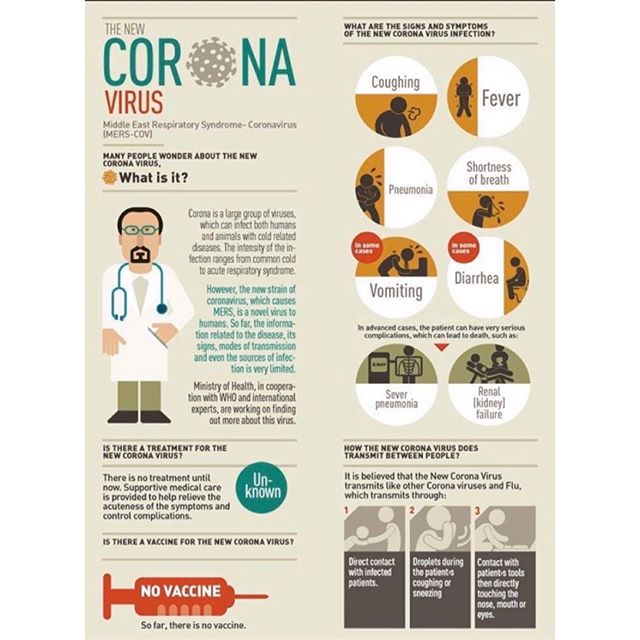 THE NEW
CORONA
VIRUS
Middle East Respiratory Syndrome- Coronavirus
(MERS-COV)
MANY PEOPLE WONDER ABOUT THE NEW
CORONA VIRUS,
What is it?
Corona is a large group of viruses,
which can infect both humans
and animals with cold related
diseases. The intensity of the in-
fection ranges from common cold
to acute respiratory syndrome.
However, the new strain of
coronavirus, which causes
MERS, is a novel virus to
humans. So far, the informa-
tion related to the disease, its
signs, modes of transmission
and even the sources of infec-
tion is very limited.
Ministry of Health, in coopera-
tion with WHO and international
experts, are working on finding
out more about this virus.
IS THERE A TREATMENT FOR THE
NEW CORONA VIRUS?
There is no treatment until
now. Supportive medical care
is provided to help relieve the
acuteness of the symptoms and
control complications.
Un-
known
IS THERE A VACCINE FOR THE NEW CORONA VIRUS?
NO VACCINE
So far, there is no vaccine.
WHAT ARE THE SIGNS AND SYMPTOMS
OF THE NEW CORONA VIRUS INFECTION?
Coughing
Fever
Pneumonia
Shortness
of breath
In some
cases
Vomiting
In some
cases
Diarrhea
In advanced cases, the patient can have very serious
complications, which can lead to death, such as:
X-RAY
Sever
pneumonia
Renal
(kidney)
failure
HOW THE NEW CORONA VIRUS DOES
TRANSMIT BETWEEN PEOPLE?
It is believed that the New Corona Virus
transmits like other Corona viruses and Flu,
which transmits through:
1
Direct contact
with infected
patients.
2
Droplets during
the patient's
coughing or
sneezing
3
Contact with
patient's tools
then directly
touching the
nose, mouth or
eyes.